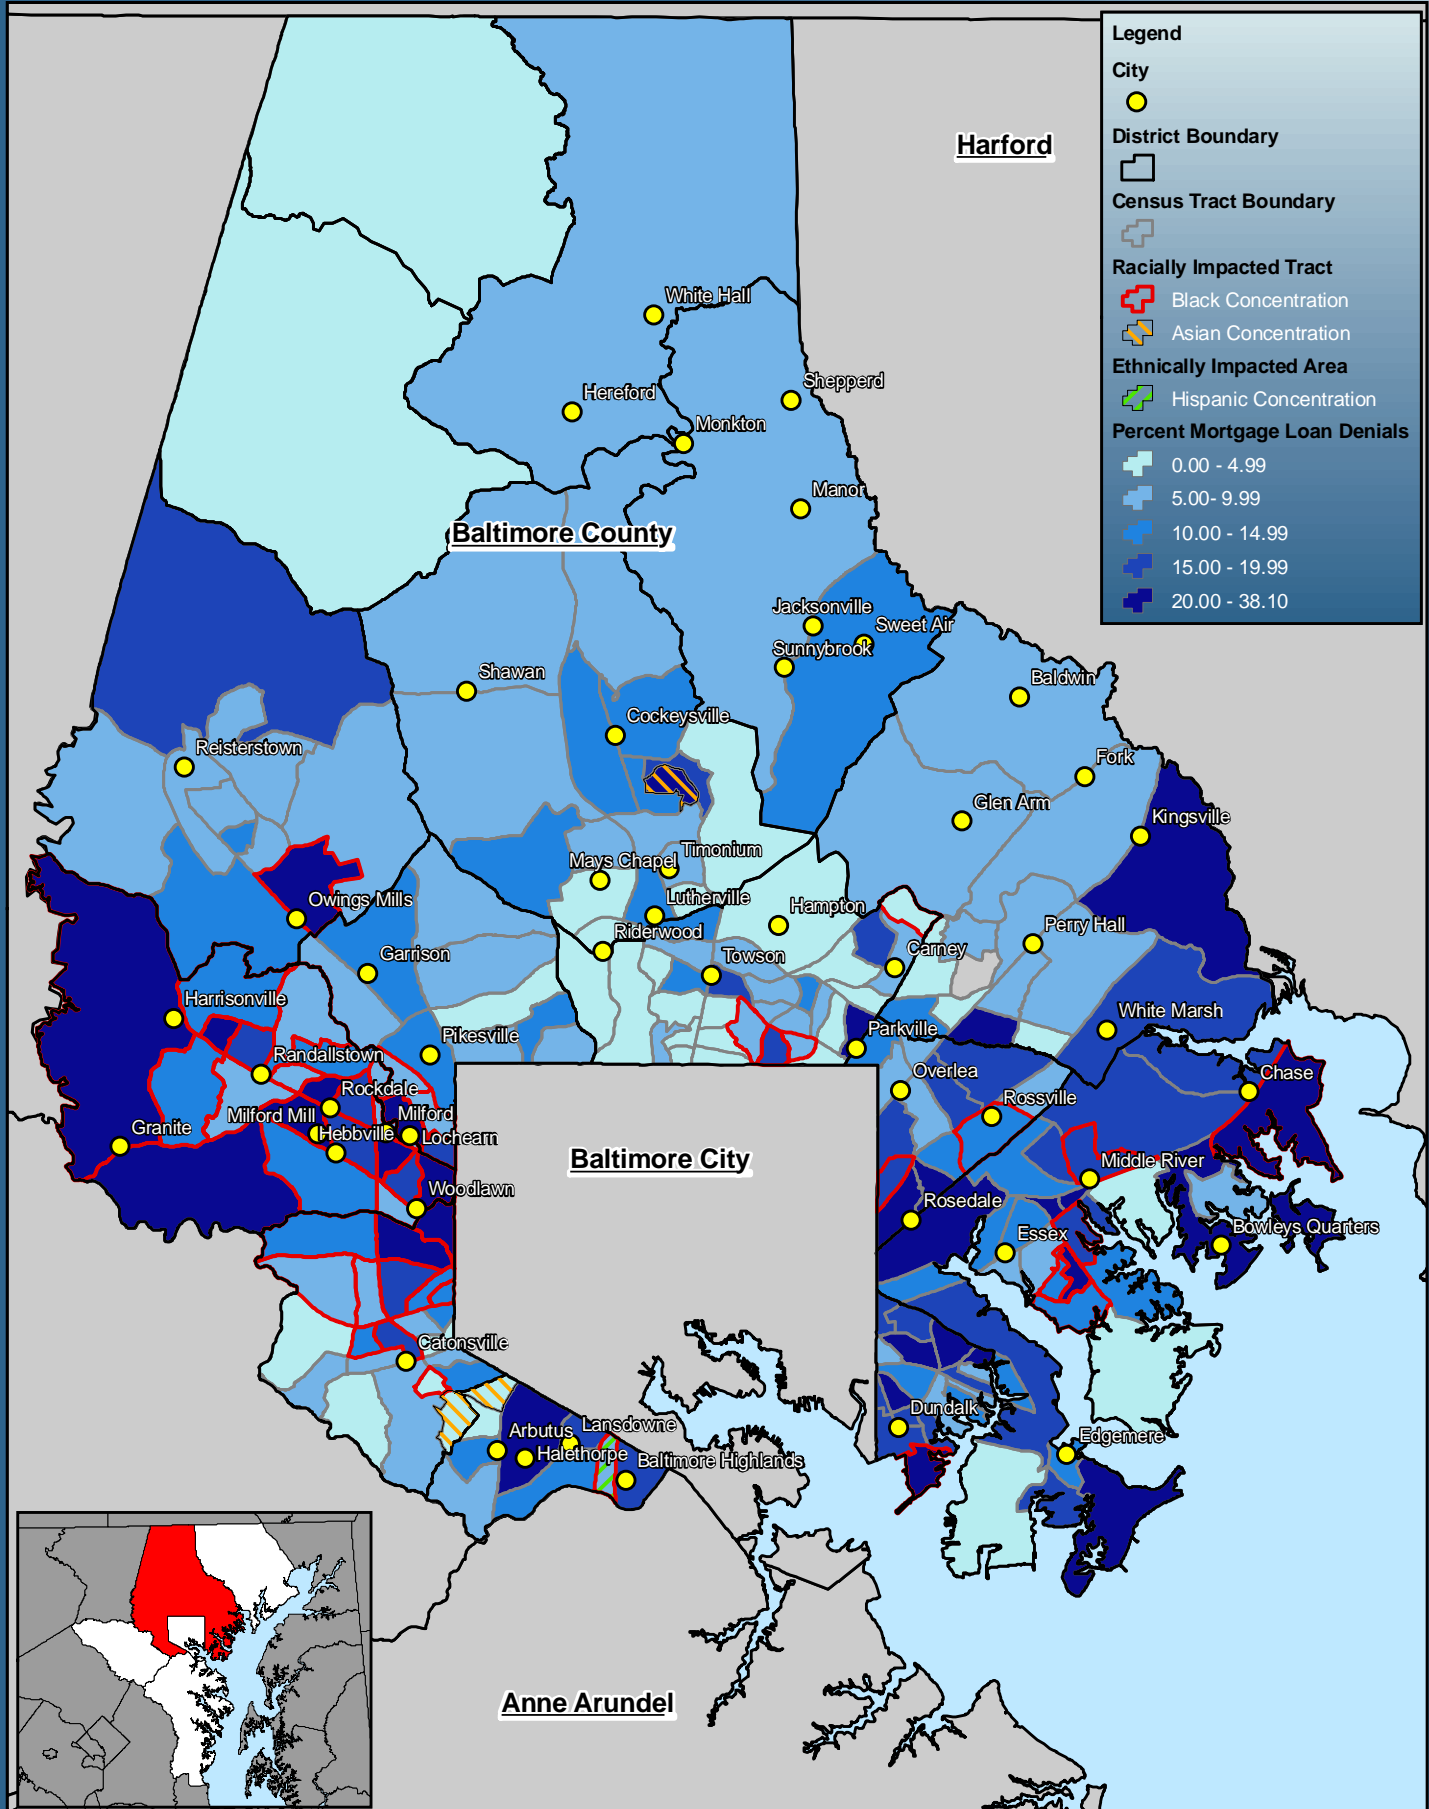 Legend
City
District Boundary
Census Tract Boundary
Racially Impacted Tract
Black Concentration
Asian Concentration
Ethnically Impacted Area
Hispanic Concentration
Percent Mortgage Loan Denials
0.00 - 4.99
5.00- 9.99
10.00 - 14.99
15.00 - 19.99
20.00 - 38.10
Harford
White Hall
Shepperd
Hereford
Monkton
Manor
Baltimore County
Jacksonville
Sweet Air
Sunnybrook
Shawan
Baldwin
Cockeysville
Reisterstown
Fork
Glen Arm
Kingsville
Timonium
Mays Chapel
Lutherville
Owings Mills
Hampton
Perry Hall
Riderwood
Garrison
Towson
Carney
Harrisonville
White Marsh
Pikesville
Parkville
Randallstown
Overlea
Chase
Rockdale
Rossville
Milford Mill
Milford
Granite
Hebbville
Lochearn
Baltimore City
Middle River
Woodlawn
Rosedale
Bowleys Quarters
Essex
Catonsville
Dundalk
Arbutus
Lansdowne
Edgemere
Halethorpe
Baltimore Highlands
Anne Arundel